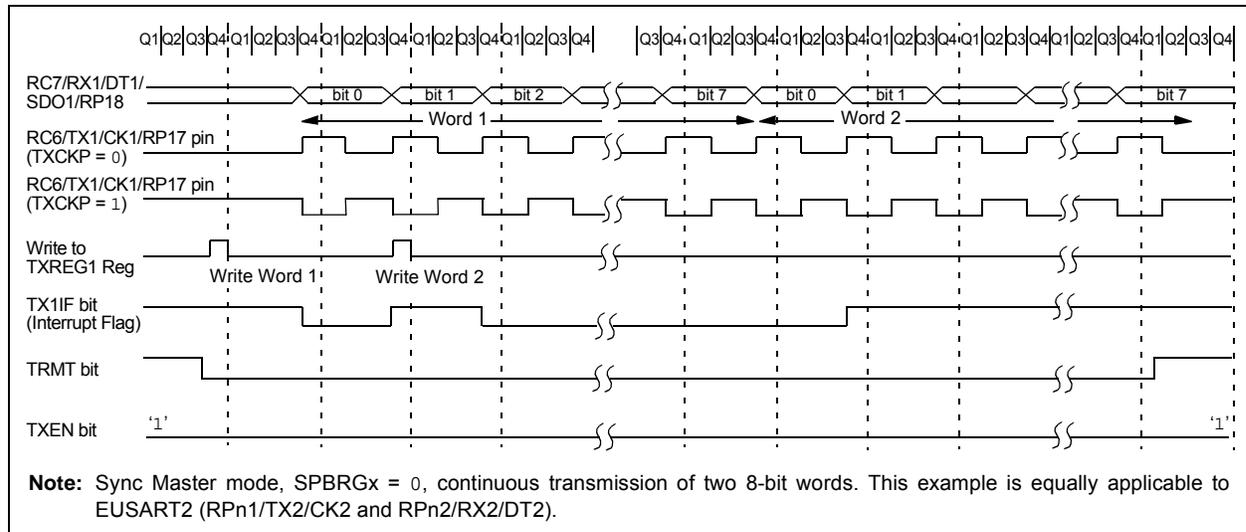 Q1 Q2 Q3 Q4 Q1 Q2 Q3 Q4 Q1 Q2 Q3 Q4 Q1 Q2 Q3 Q4 Q1 Q2 Q3 Q4 Q3 Q4 Q1 Q2 Q3 Q4 Q1 Q2 Q3 Q4 Q1 Q2 Q3 Q4 Q1 Q2 Q3 Q4 Q1 Q2 Q3 Q4 Q1 Q2 Q3 Q4
RC7/RX1/DT1/
SDO1/RP18
bit 0 bit 1 bit 2 bit 7 bit 0 bit 1 bit 7
Word 1 Word 2
RC6/TX1/CK1/RP17 pin
(TXCKP = 0)
RC6/TX1/CK1/RP17 pin
(TXCKP = 1)
Write to
TXREG1 Reg
Write Word 1 Write Word 2
TX1IF bit
(Interrupt Flag)
TRMT bit
TXEN bit
‘1’ ‘1’
Note: Sync Master mode, SPBRGx = 0, continuous transmission of two 8-bit words. This example is equally applicable to
EUSART2 (RPn1/TX2/CK2 and RPn2/RX2/DT2).